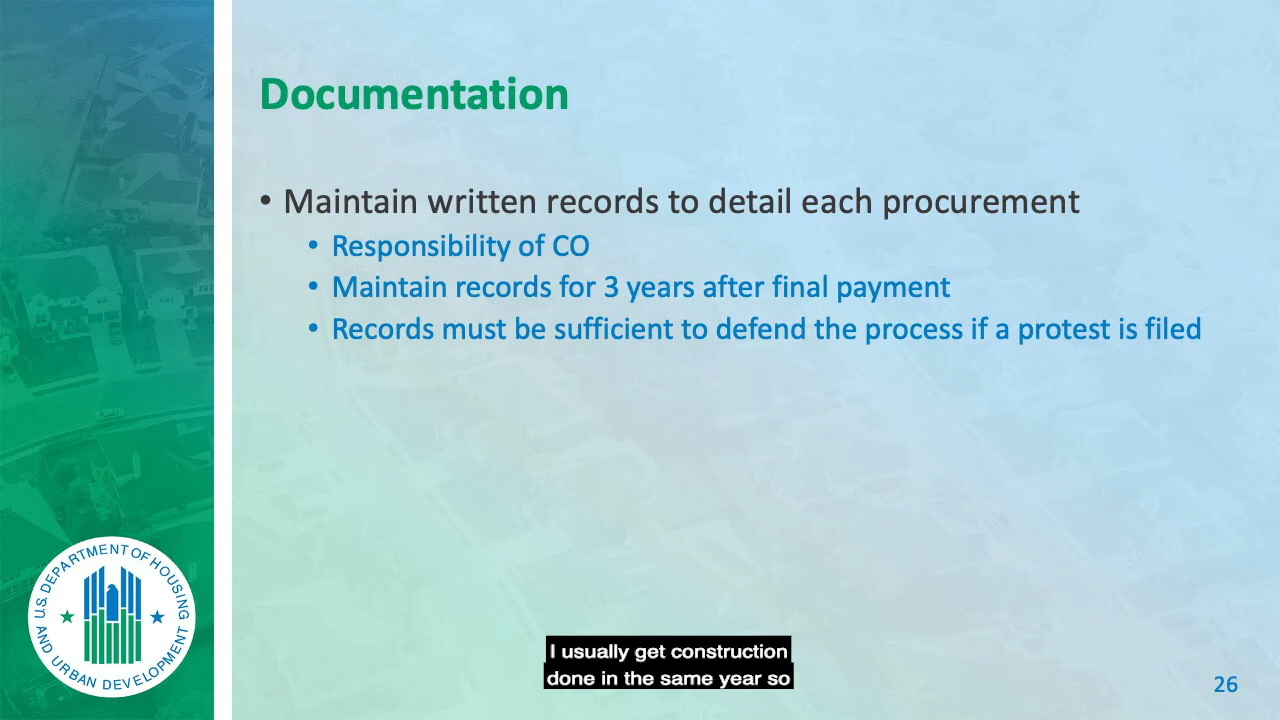 Documentation
• Maintain written records to detail each procurement
• Responsibility of CO
• Maintain records for 3 years after final payment
• Records must be sufficient to defend the process if a protest is filed
U.S. DEPARTMENT OF HOUSING
AND URBAN DEVELOPMENT
I usually get construction
done in the same year so
26